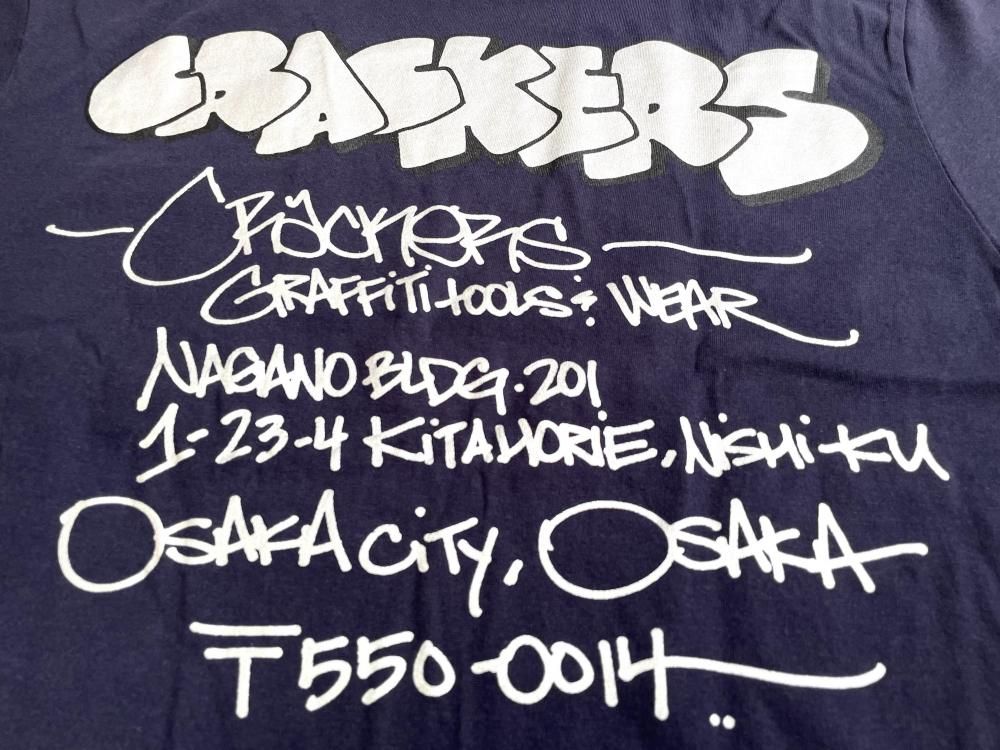 CRACKERS
CRACKERS
GRAFFiTi tOOLS & WEAR
NAGANO BLDG. 201
1-23-4 KiTAHORiE, NiSHi-KU
OSAKA CiTY, OSAKA
〒550-0014